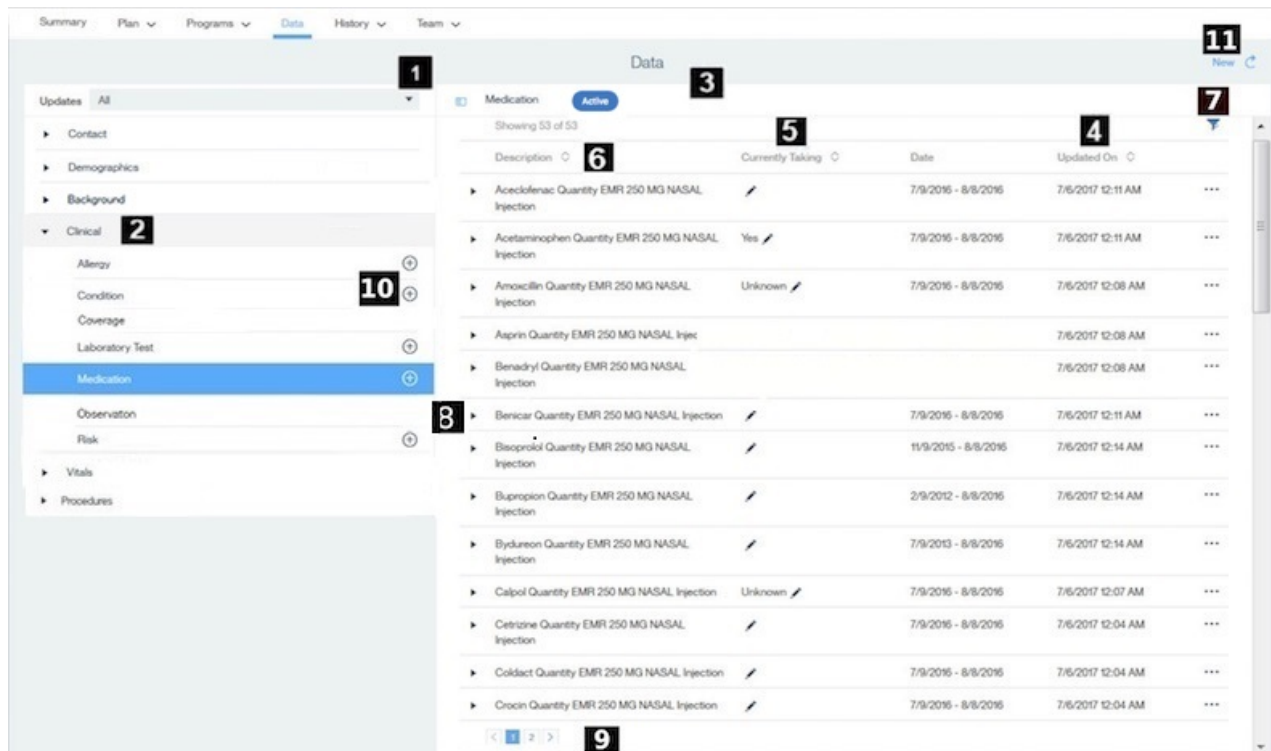 Summary Plan Programs Data History Team
11
Data New
1
3
Updates All
Medication Active
7
Contact
Showing 53 of 53
5
4
Description
6
Currently Taking Date Updated On
Demographics
Background
Clinical
2
Allergy
10
Condition
Coverage
Laboratory Test
Medication
Observaton
Risk
Vitals
Procedures
Aceclofenac Quantity EMR 250 MG NASAL 7/9/2016 - 8/8/2016 7/6/2017 12:11 AM ...
Injection
Acetaminophen Quantity EMR 250 MG NASAL Yes 7/9/2016 - 8/8/2016 7/6/2017 12:11 AM ...
Injection
Amoxcillin Quantity EMR 250 MG NASAL Unknown 7/9/2016 - 8/8/2016 7/6/2017 12:08 AM ...
Injection
Asprin Quantity EMR 250 MG NASAL Injec 7/6/2017 12:08 AM ...
Benadryl Quantity EMR 250 MG NASAL 7/6/2017 12:08 AM ...
Injection
8
Benicar Quantity EMR 250 MG NASAL Injection 7/9/2016 - 8/8/2016 7/6/2017 12:11 AM ...
Bisoprolol Quantity EMR 250 MG NASAL 11/9/2015 - 8/8/2016 7/6/2017 12:14 AM ...
Injection
Bupropion Quantity EMR 250 MG NASAL 2/9/2012 - 8/8/2016 7/6/2017 12:14 AM ...
Injection
Bydureon Quantity EMR 250 MG NASAL 7/9/2013 - 8/8/2016 7/6/2017 12:14 AM ...
Injection
Calpol Quantity EMR 250 MG NASAL Injection Unknown 7/9/2016 - 8/8/2016 7/6/2017 12:07 AM ...
Cetrizine Quantity EMR 250 MG NASAL 7/9/2016 - 8/8/2016 7/6/2017 12:04 AM ...
Injection
Coldact Quantity EMR 250 MG NASAL Injection 7/9/2016 - 8/8/2016 7/6/2017 12:04 AM ...
Crocin Quantity EMR 250 MG NASAL Injection 7/9/2016 - 8/8/2016 7/6/2017 12:04 AM ...
< 1 2 >
9